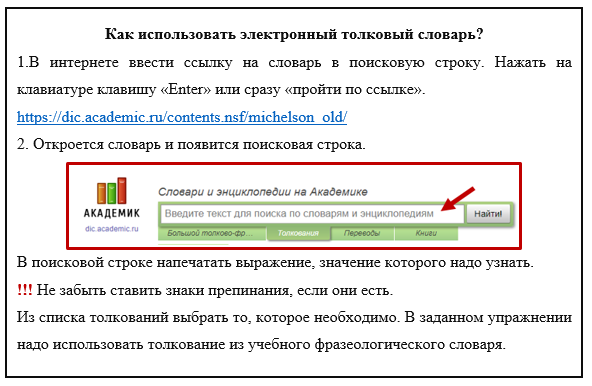 Как использовать электронный толковый словарь?
1.В интернете ввести ссылку на словарь в поисковую строку. Нажать на
клавиатуре клавишу «Enter» или сразу «пройти по ссылке».
https://dic.academic.ru/contents.nsf/michelson_old/
2. Откроется словарь и появится поисковая строка.
Словари и энциклопедии на Академике
АКАДЕМИК
dic.academic.ru
Введите текст для поиска по словарям и энциклопедиям
Найти!
Большой толково-фр... Толкования Переводы Книги
В поисковой строке напечатать выражение, значение которого надо узнать.
!!! Не забыть ставить знаки препинания, если они есть.
Из списка толкований выбрать то, которое необходимо. В заданном упражнении
надо использовать толкование из учебного фразеологического словаря.